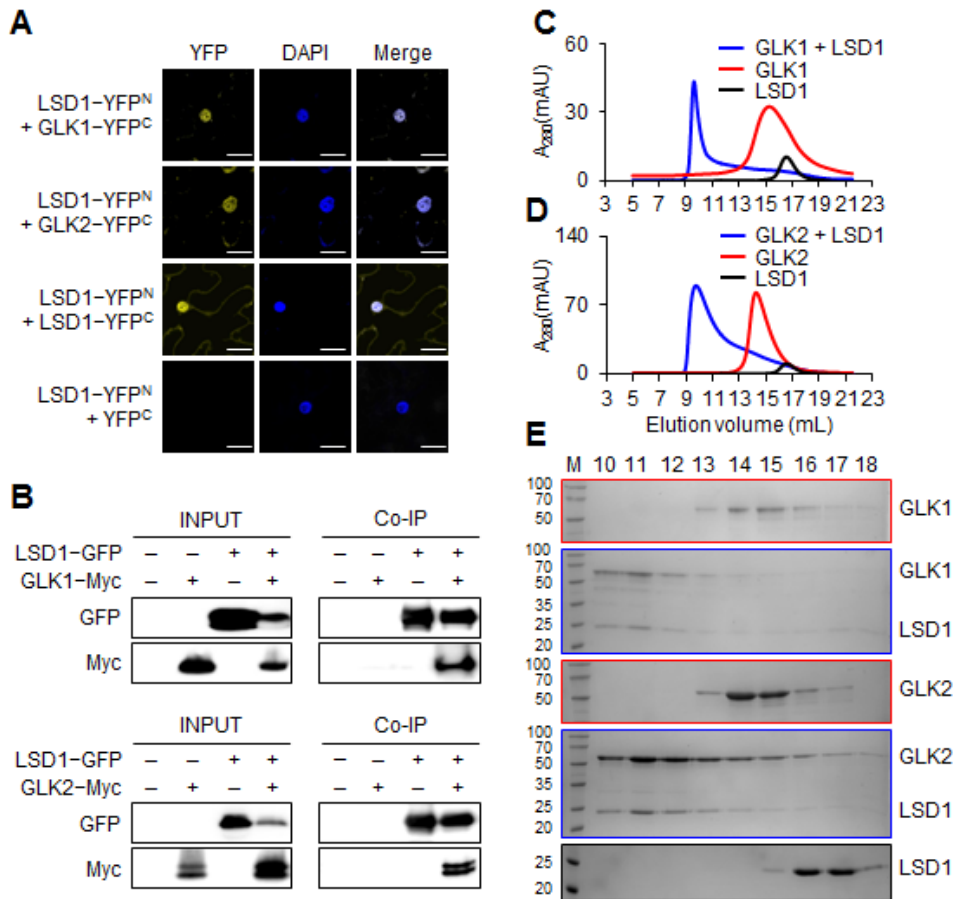 A
YFP DAPI Merge
LSD1−YFPᴺ
+ GLK1−YFPᶜ
LSD1−YFPᴺ
+ GLK2−YFPᶜ
LSD1−YFPᴺ
+ LSD1−YFPᶜ
LSD1−YFPᴺ
+ YFPᶜ
B
INPUT Co−IP
LSD1−GFP − − + + − − + +
GLK1−Myc − + − + − + − +
GFP
Myc
INPUT Co−IP
LSD1−GFP − − + + − − + +
GLK2−Myc − + − + − + − +
GFP
Myc
C
60
30
0
A₂₈₀(mAU)
GLK1 + LSD1
GLK1
LSD1
3 5 7 9 11 13 15 17 19 21 23
D
140
70
0
A₂₈₀(mAU)
GLK2 + LSD1
GLK2
LSD1
3 5 7 9 11 13 15 17 19 21 23
Elution volume (mL)
E
M 10 11 12 13 14 15 16 17 18
100
70
50
GLK1
100
70
50
35
25
20
GLK1
LSD1
100
70
50
GLK2
100
70
50
35
25
20
GLK2
LSD1
25
20
LSD1